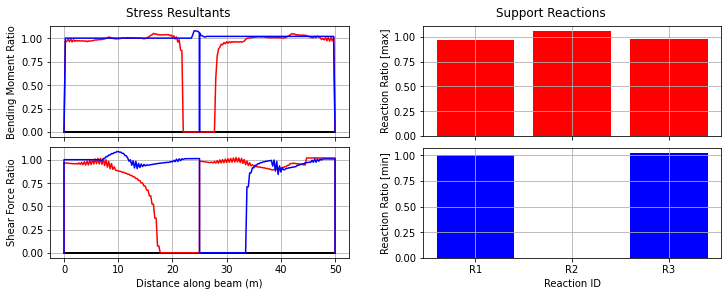 Stress Resultants
Support Reactions
Bending Moment Ratio
1.00
0.75
0.50
0.25
0.00
Reaction Ratio [max]
1.00
0.75
0.50
0.25
0.00
Shear Force Ratio
1.00
0.75
0.50
0.25
0.00
0 10 20 30 40 50
Distance along beam (m)
Reaction Ratio [min]
1.00
0.75
0.50
0.25
0.00
R1 R2 R3
Reaction ID